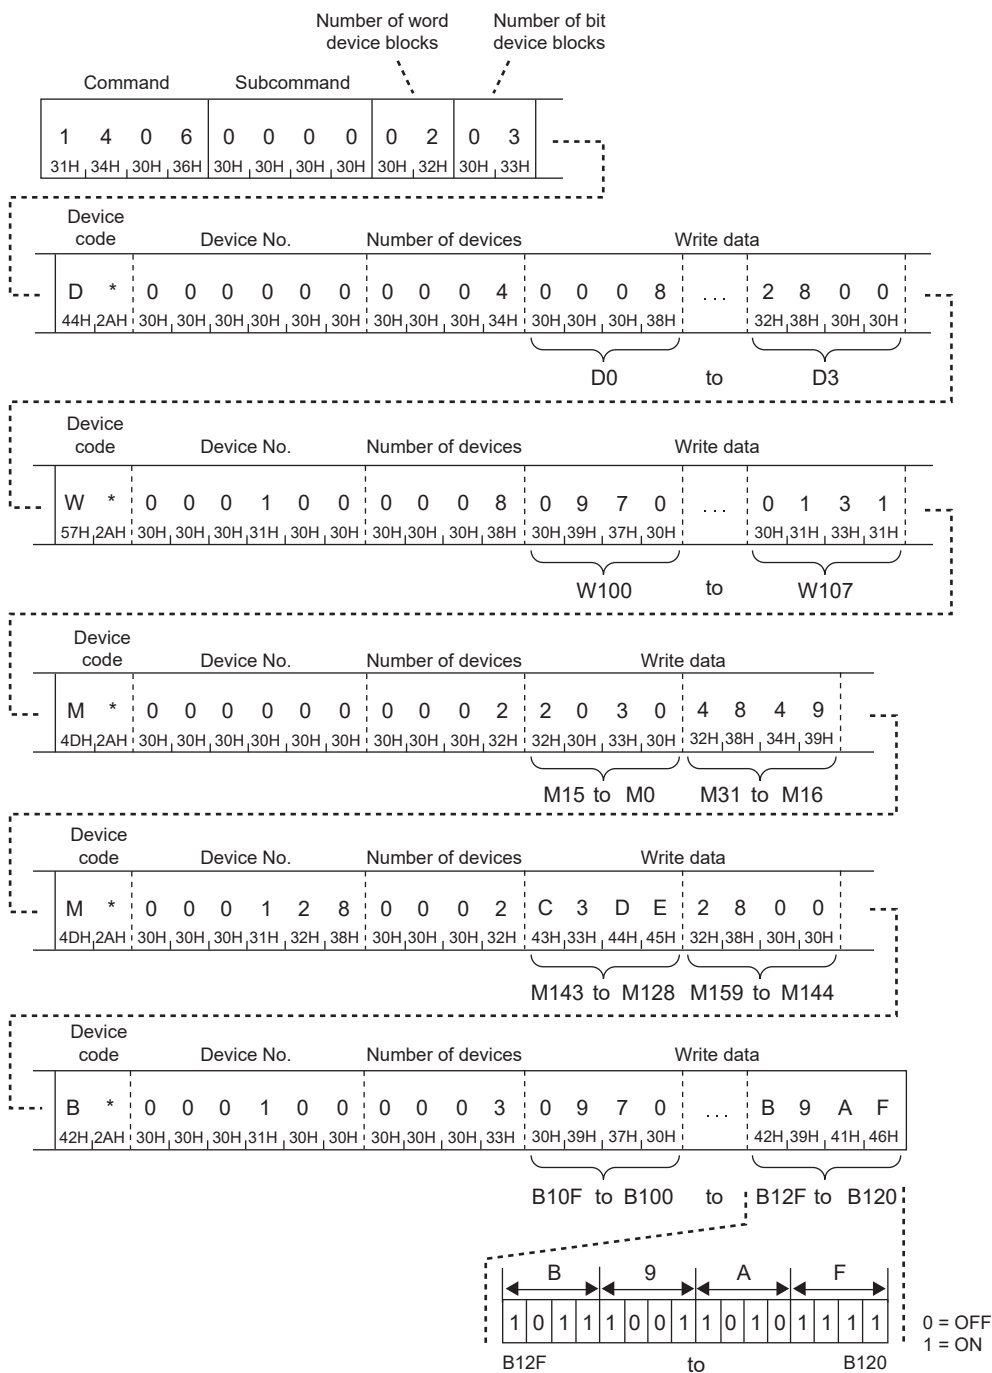 Number of word Number of bit
device blocks device blocks
Command Subcommand
1 4 0 6 0 0 0 0 0 2 0 3
31H 34H 30H 36H 30H 30H 30H 30H 30H 32H 30H 33H
Device
code Device No. Number of devices Write data
D * 0 0 0 0 0 0 0 0 0 4 0 0 0 8 ... 2 8 0 0
44H 2AH 30H 30H 30H 30H 30H 30H 30H 30H 30H 34H 30H 30H 30H 38H 32H 38H 30H 30H
D0 to D3
Device
code Device No. Number of devices Write data
W * 0 0 0 1 0 0 0 0 0 8 0 9 7 0 ... 0 1 3 1
57H 2AH 30H 30H 30H 31H 30H 30H 30H 30H 30H 38H 30H 39H 37H 30H 30H 31H 33H 31H
W100 to W107
Device
code Device No. Number of devices Write data
M * 0 0 0 0 0 0 0 0 0 2 2 0 3 0 4 8 4 9
4DH 2AH 30H 30H 30H 30H 30H 30H 30H 30H 30H 32H 32H 30H 33H 30H 32H 38H 34H 39H
M15 to M0 M31 to M16
Device
code Device No. Number of devices Write data
M * 0 0 0 1 2 8 0 0 0 2 C 3 D E 2 8 0 0
4DH 2AH 30H 30H 30H 31H 32H 38H 30H 30H 30H 32H 43H 33H 44H 45H 32H 38H 30H 30H
M143 to M128 M159 to M144
Device
code Device No. Number of devices Write data
B * 0 0 0 1 0 0 0 0 0 3 0 9 7 0 ... B 9 A F
42H 2AH 30H 30H 30H 31H 30H 30H 30H 30H 30H 33H 30H 39H 37H 30H 42H 39H 41H 46H
B10F to B100 to B12F to B120
B 9 A F
1 0 1 1 1 0 0 1 1 0 1 0 1 1 1 1 0 = OFF
1 = ON
B12F to B120